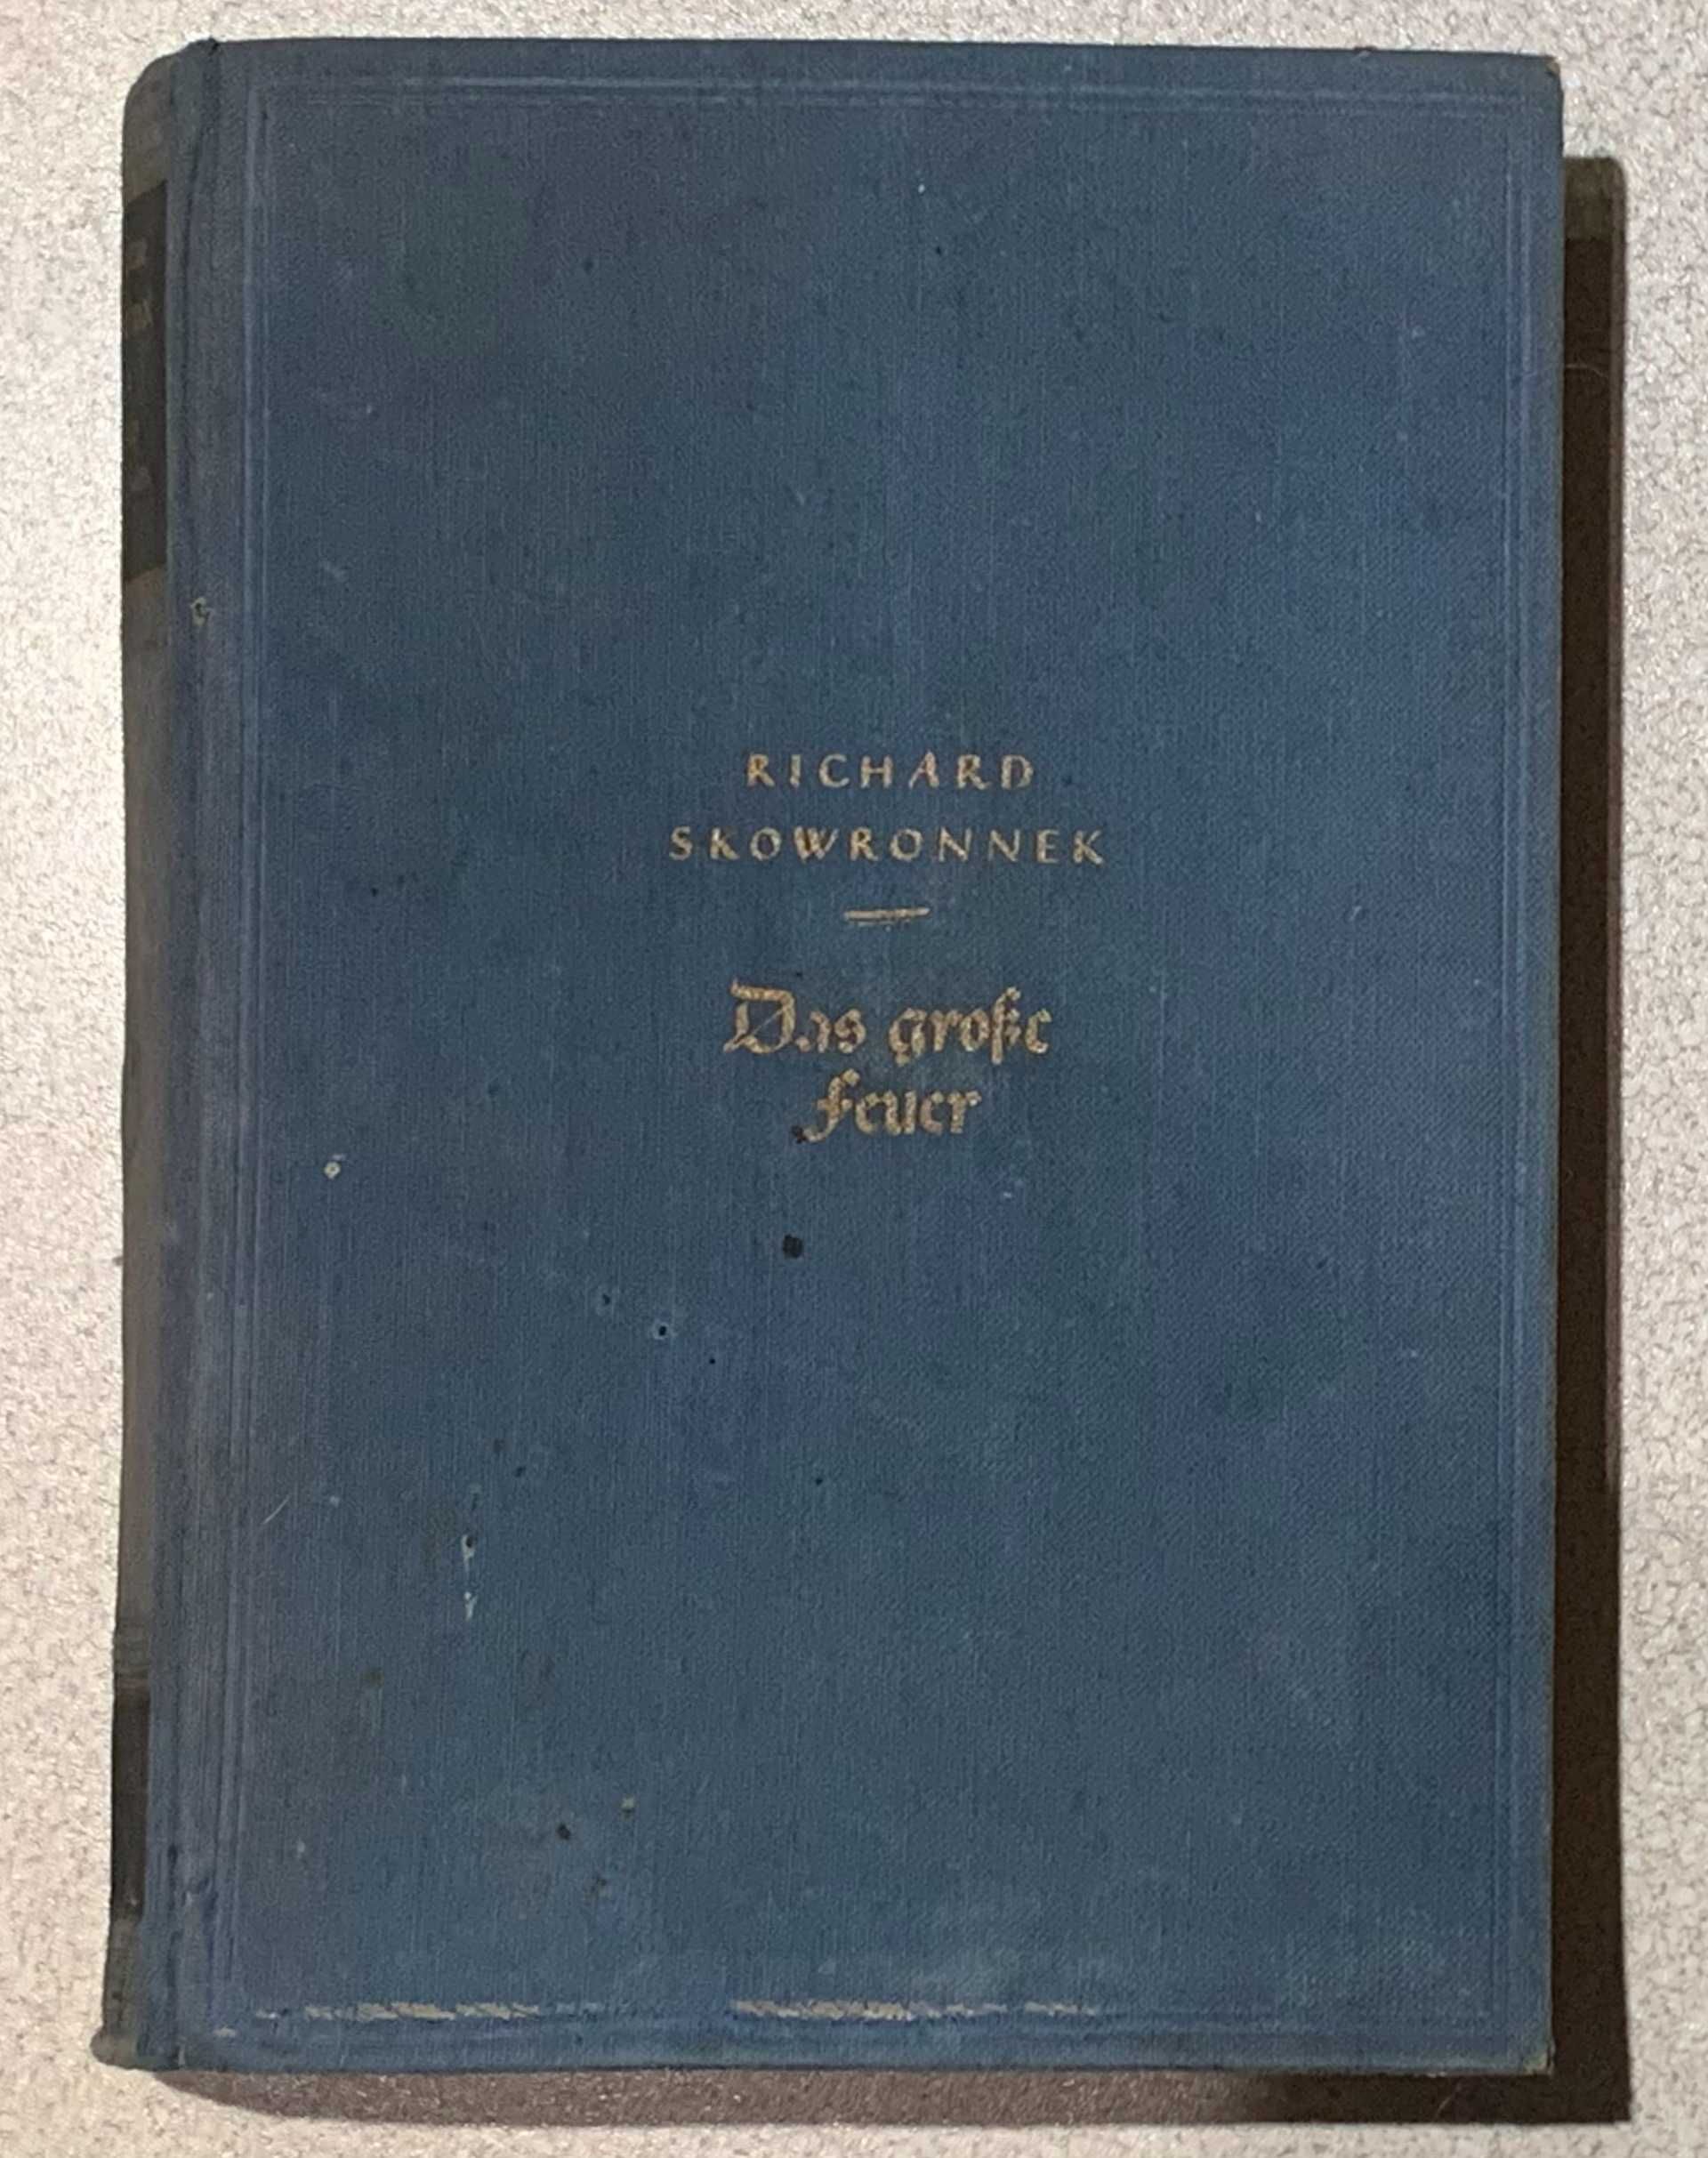 RICHARD
SKOWRONNEK
Das große
Feuer